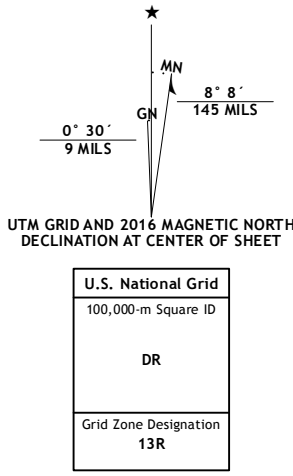 ★
MN
8° 8´
145 MILS
GN
0° 30´
9 MILS
UTM GRID AND 2016 MAGNETIC NORTH
DECLINATION AT CENTER OF SHEET
U.S. National Grid
100,000-m Square ID
DR
Grid Zone Designation
13R